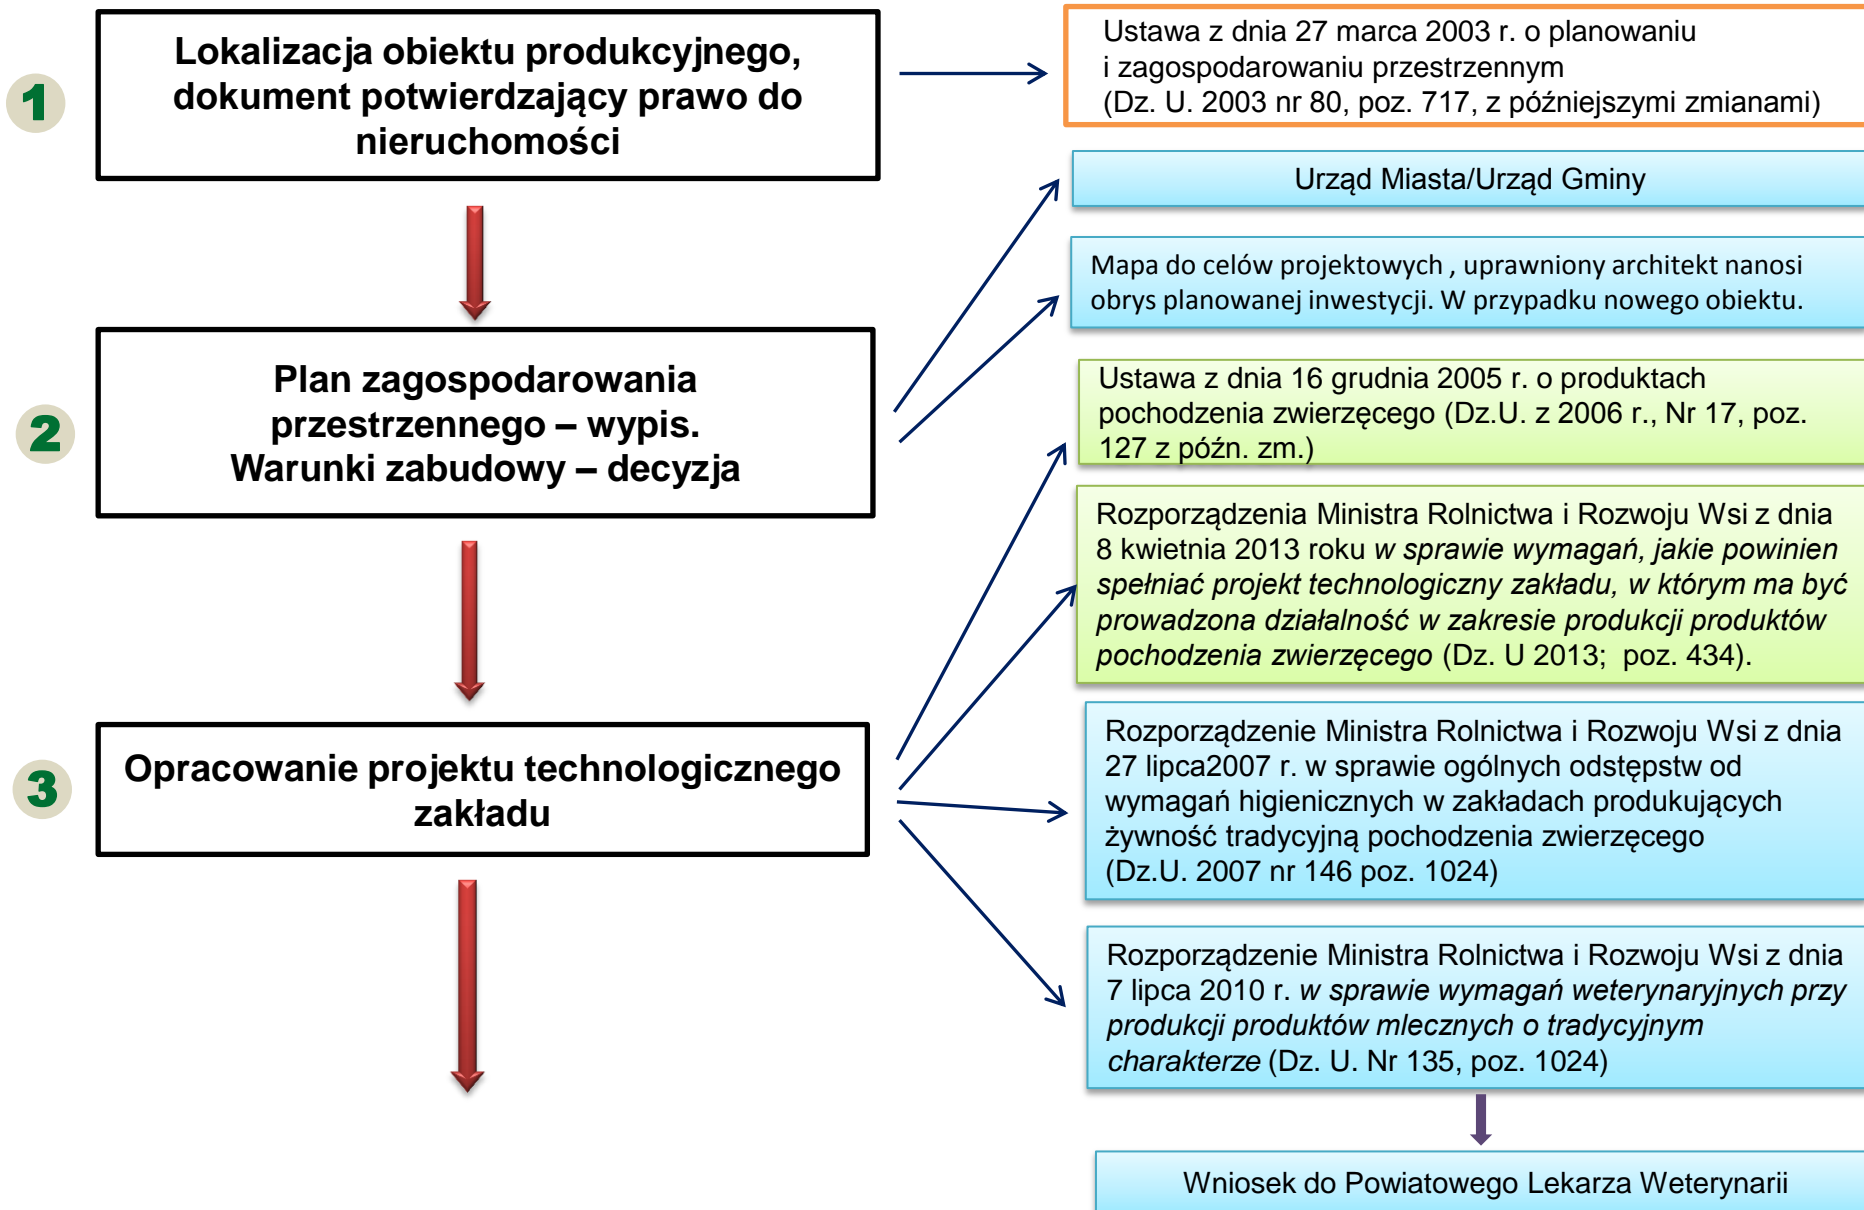 1
Lokalizacja obiektu produkcyjnego,
dokument potwierdzający prawo do
nieruchomości
Ustawa z dnia 27 marca 2003 r. o planowaniu
i zagospodarowaniu przestrzennym
(Dz. U. 2003 nr 80, poz. 717, z późniejszymi zmianami)
Urząd Miasta/Urząd Gminy
Mapa do celów projektowych , uprawniony architekt nanosi
obrys planowanej inwestycji. W przypadku nowego obiektu.
2
Plan zagospodarowania
przestrzennego – wypis.
Warunki zabudowy – decyzja
Ustawa z dnia 16 grudnia 2005 r. o produktach
pochodzenia zwierzęcego (Dz.U. z 2006 r., Nr 17, poz.
127 z późn. zm.)
Rozporządzenia Ministra Rolnictwa i Rozwoju Wsi z dnia
8 kwietnia 2013 roku w sprawie wymagań, jakie powinien
spełniać projekt technologiczny zakładu, w którym ma być
prowadzona działalność w zakresie produkcji produktów
pochodzenia zwierzęcego (Dz. U 2013; poz. 434).
3
Opracowanie projektu technologicznego
zakładu
Rozporządzenie Ministra Rolnictwa i Rozwoju Wsi z dnia
27 lipca2007 r. w sprawie ogólnych odstępstw od
wymagań higienicznych w zakładach produkujących
żywność tradycyjną pochodzenia zwierzęcego
(Dz.U. 2007 nr 146 poz. 1024)
Rozporządzenie Ministra Rolnictwa i Rozwoju Wsi z dnia
7 lipca 2010 r. w sprawie wymagań weterynaryjnych przy
produkcji produktów mlecznych o tradycyjnym
charakterze (Dz. U. Nr 135, poz. 1024)
Wniosek do Powiatowego Lekarza Weterynarii